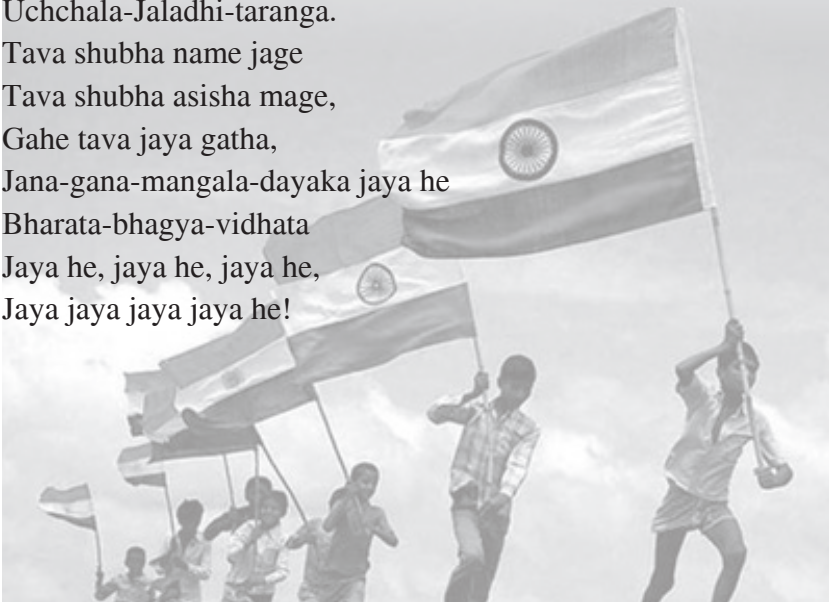 Uchchala-Jaladhi-taranga.
Tava shubha name jage
Tava shubha asisha mage,
Gahe tava jaya gatha,
Jana-gana-mangala-dayaka jaya he
Bharata-bhagya-vidhata
Jaya he, jaya he, jaya he,
Jaya jaya jaya jaya he!